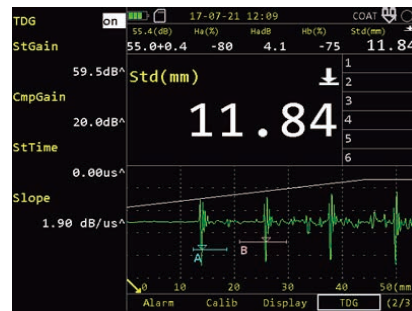 TDG on
17-07-21 12:09 COAT
StGain
59.5dB^
CmpGain
20.0dB^
StTime
0.00us^
Slope
1.90 dB/us^
55.4(dB) Ha(%) HadB Hb(%) Std(mm)
55.0+0.4 -80 4.1 -75 11.84
Std(mm)
11.84
1
2
3
4
5
6
A
B
0 10 20 30 40 50(mm
Alarm Calib Display TDG (2/3